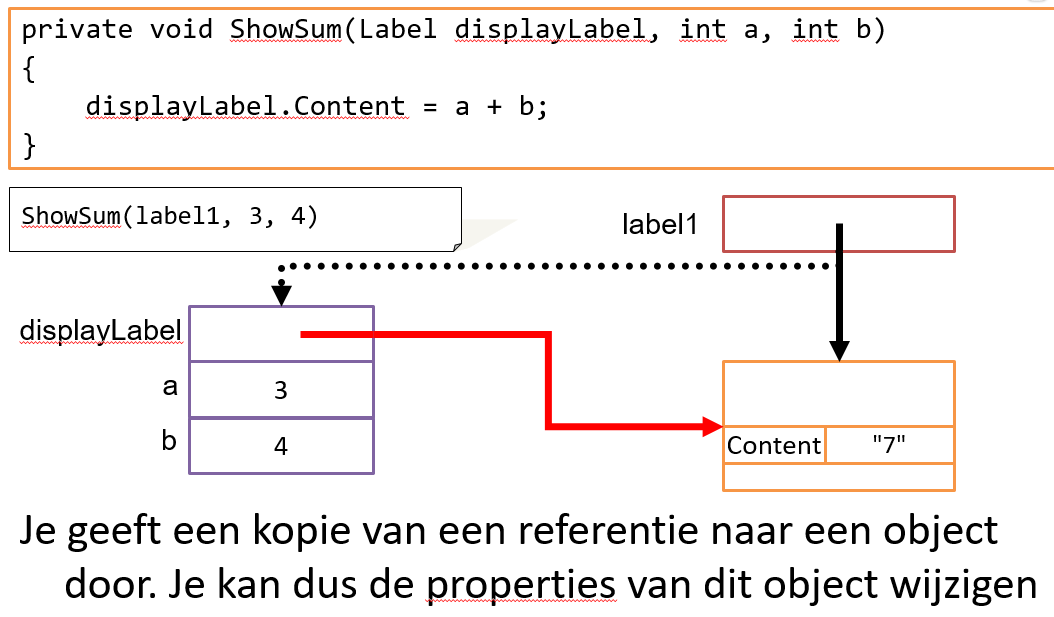 private void ShowSum(Label displayLabel, int a, int b)
{
displayLabel.Content = a + b;
}
ShowSum(label1, 3, 4)
label1
displayLabel
a
3
b
4
Content
"7"
Je geeft een kopie van een referentie naar een object
door. Je kan dus de properties van dit object wijzigen